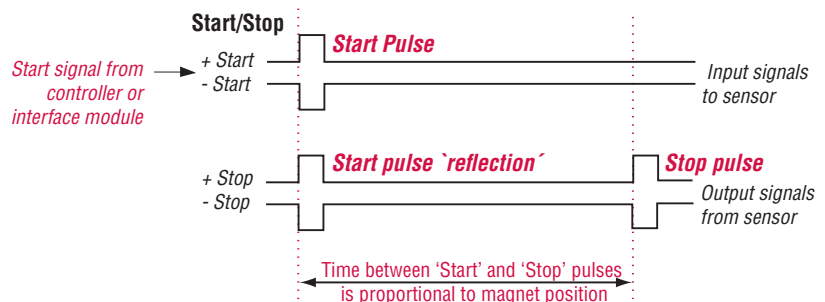 Start/Stop
Start Pulse
+ Start
- Start
Start signal from
controller or
interface module
Input signals
to sensor
Start pulse `reflection´
Stop pulse
+ Stop
- Stop
Output signals
from sensor
Time between ‘Start’ and ‘Stop’ pulses
is proportional to magnet position